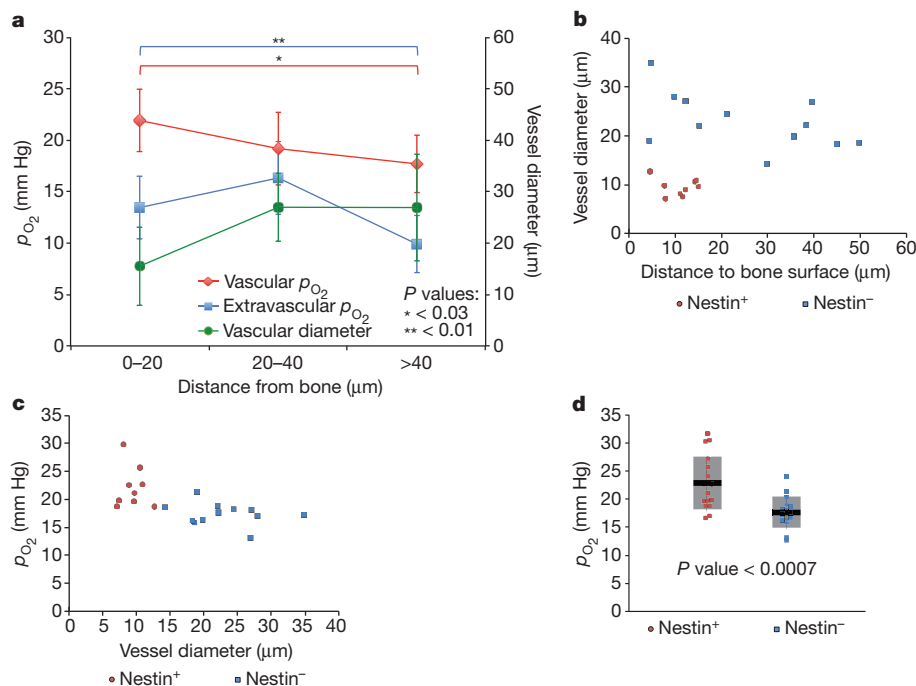 a
30
25
20
15
10
5
0
pO2 (mm Hg)
**
*
60
50
40
30
20
10
0
Vessel diameter (μm)
Vascular pO2
Extravascular pO2
Vascular diameter
P values:
* < 0.03
** < 0.01
0–20
20–40
>40
Distance from bone (μm)
b
40
30
20
10
0
Vessel diameter (μm)
0 10 20 30 40 50 60
Distance to bone surface (μm)
Nestin+ Nestin−
c
35
30
25
20
15
10
5
0
pO2 (mm Hg)
0 5 10 15 20 25 30 35 40
Vessel diameter (μm)
Nestin+ Nestin−
d
35
30
25
20
15
10
5
0
pO2 (mm Hg)
P value < 0.0007
Nestin+ Nestin−